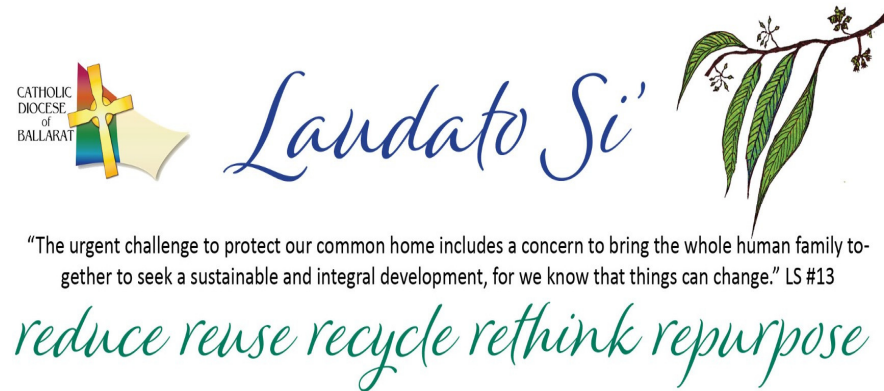 CATHOLIC
DIOCESE
of
BALLARAT
Laudato Si’
“The urgent challenge to protect our common home includes a concern to bring the whole human family to-
gether to seek a sustainable and integral development, for we know that things can change.” LS #13
reduce reuse recycle rethink repurpose